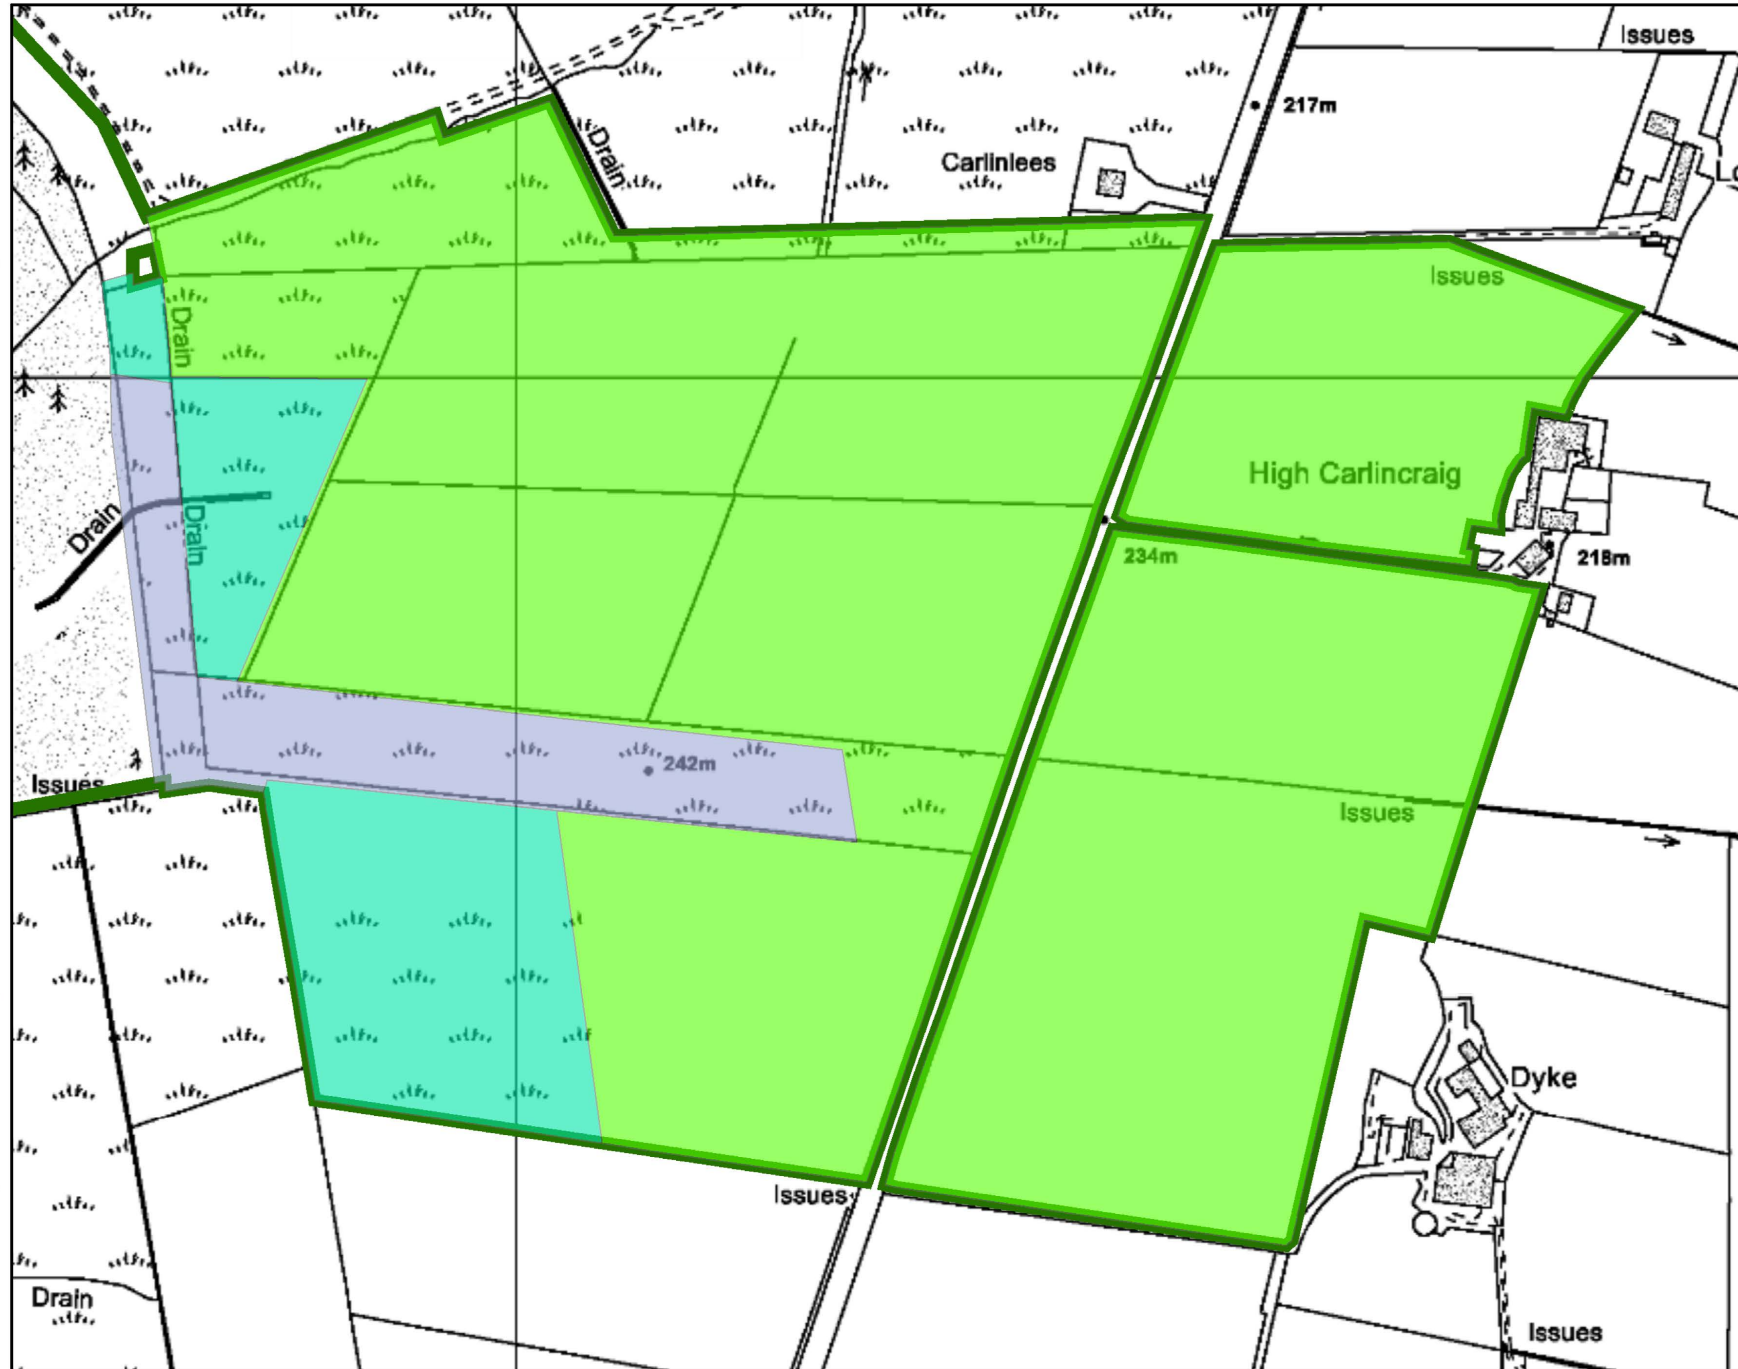 Issues
217m
Drain
Carlinlees
Issues
Drain
High Carlincraig
Drain
Drain
234m
218m
242m
Issues
Issues
Dyke
Issues
Drain
Issues